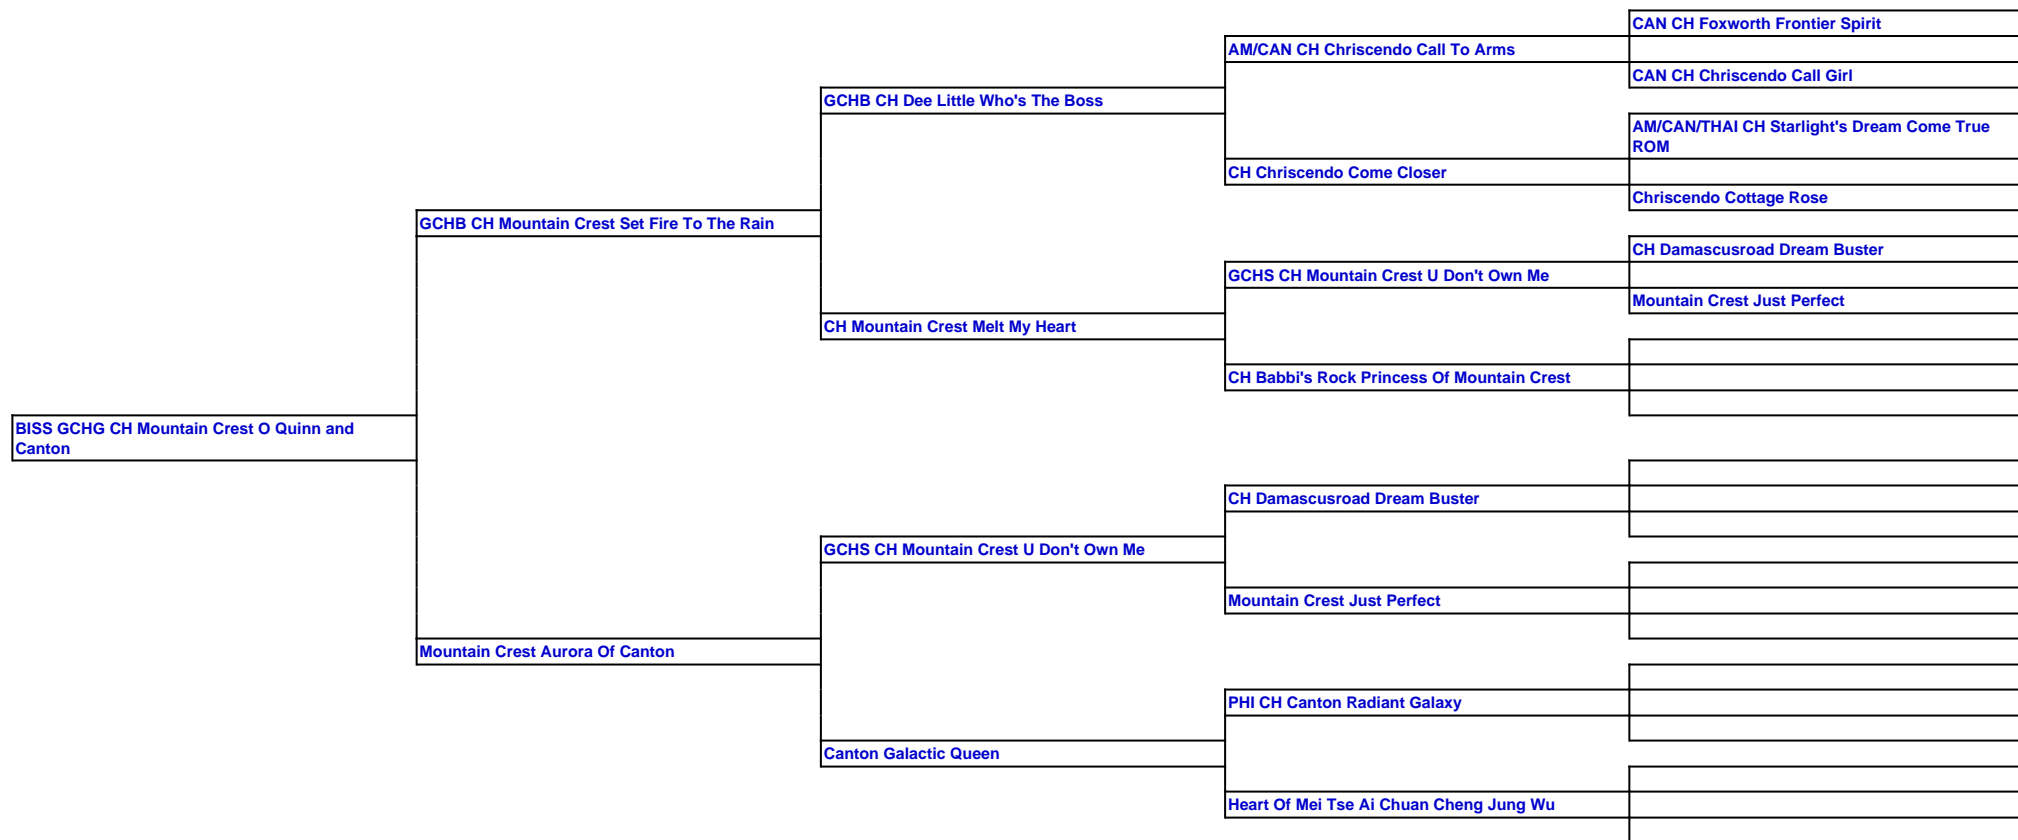 CAN CH Foxworth Frontier Spirit
AM/CAN CH Chriscendo Call To Arms
CAN CH Chriscendo Call Girl
GCHB CH Dee Little Who's The Boss
AM/CAN/THAI CH Starlight's Dream Come True
ROM
CH Chriscendo Come Closer
Chriscendo Cottage Rose
GCHB CH Mountain Crest Set Fire To The Rain
CH Damascusroad Dream Buster
GCHS CH Mountain Crest U Don't Own Me
Mountain Crest Just Perfect
CH Mountain Crest Melt My Heart
CH Babbi's Rock Princess Of Mountain Crest
BISS GCHG CH Mountain Crest O Quinn and
Canton
CH Damascusroad Dream Buster
GCHS CH Mountain Crest U Don't Own Me
Mountain Crest Just Perfect
Mountain Crest Aurora Of Canton
PHI CH Canton Radiant Galaxy
Canton Galactic Queen
Heart Of Mei Tse Ai Chuan Cheng Jung Wu